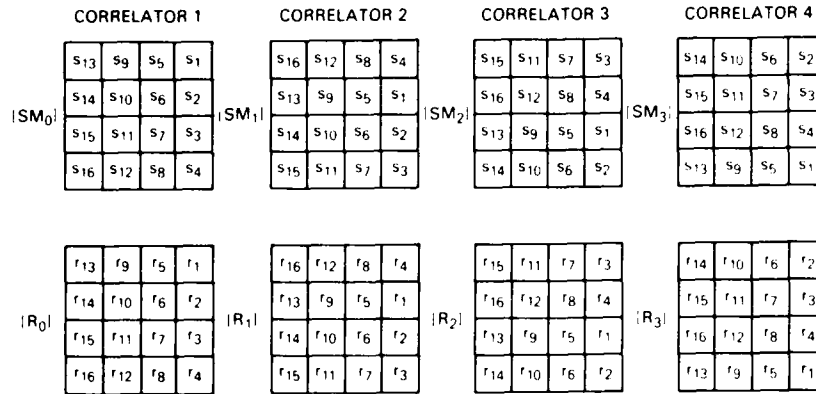 CORRELATOR 1 CORRELATOR 2 CORRELATOR 3 CORRELATOR 4
s13 s9 s5 s1 s16 s12 s8 s4 s15 s11 s7 s3 s14 s10 s6 s2
s14 s10 s6 s2 s13 s9 s5 s1 s16 s12 s8 s4 s15 s11 s7 s3
|SM0| |SM1| |SM2| |SM3|
s15 s11 s7 s3 s14 s10 s6 s2 s13 s9 s5 s1 s16 s12 s8 s4
s16 s12 s8 s4 s15 s11 s7 s3 s14 s10 s6 s2 s13 s9 s5 s1
r13 r9 r5 r1 r16 r12 r8 r4 r15 r11 r7 r3 r14 r10 r6 r2
r14 r10 r6 r2 r13 r9 r5 r1 r16 r12 r8 r4 r15 r11 r7 r3
|R0| |R1| |R2| |R3|
r15 r11 r7 r3 r14 r10 r6 r2 r13 r9 r5 r1 r16 r12 r8 r4
r16 r12 r8 r4 r15 r11 r7 r3 r14 r10 r6 r2 r13 r9 r5 r1